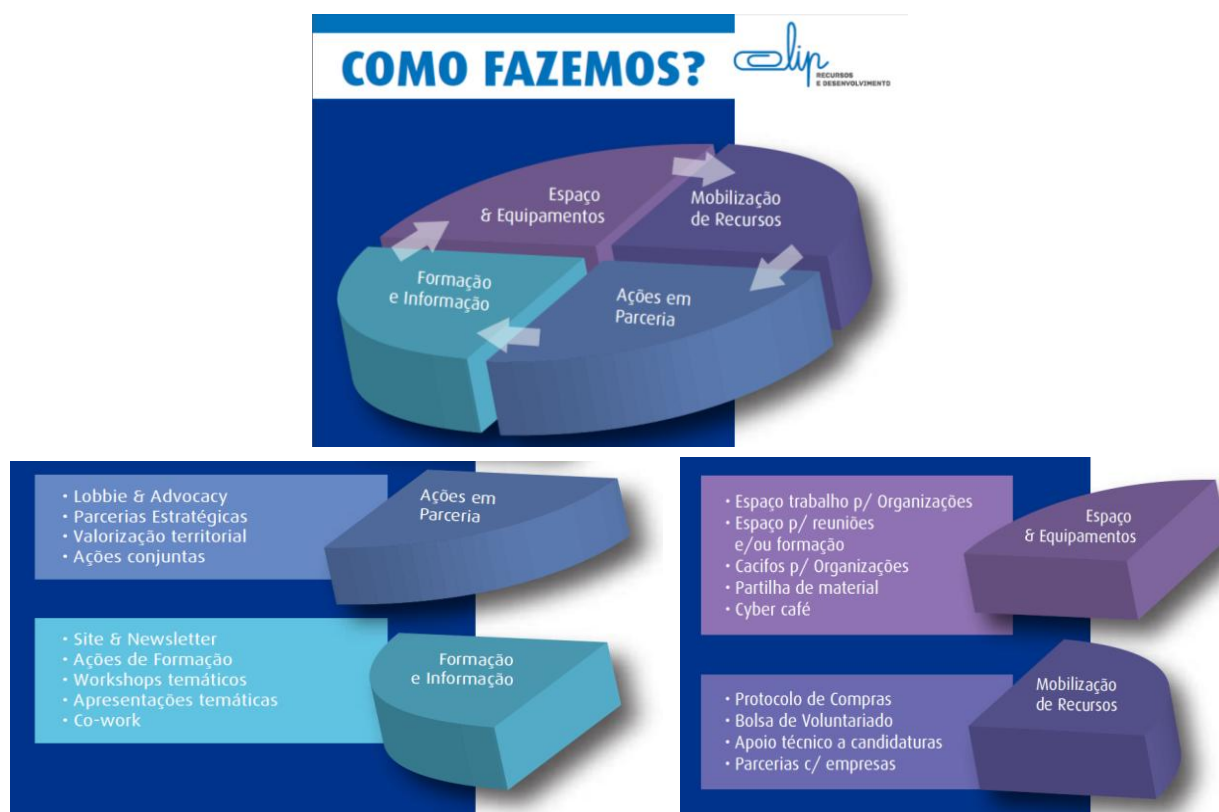 COMO FAZEMOS?
Clip
RECURSOS
E DESENVOLVIMENTO
Espaço
& Equipamentos
Mobilização
de Recursos
Formação
e Informação
Ações em
Parceria
• Lobbie & Advocacy
• Parcerias Estratégicas
• Valorização territorial
• Ações conjuntas
Ações em
Parceria
• Site & Newsletter
• Ações de Formação
• Workshops temáticos
• Apresentações temáticas
• Co-work
Formação
e Informação
• Espaço trabalho p/ Organizações
• Espaço p/ reuniões
e/ou formação
• Cacifos p/ Organizações
• Partilha de material
• Cyber café
Espaço
& Equipamentos
• Protocolo de Compras
• Bolsa de Voluntariado
• Apoio técnico a candidaturas
• Parcerias c/ empresas
Mobilização
de Recursos